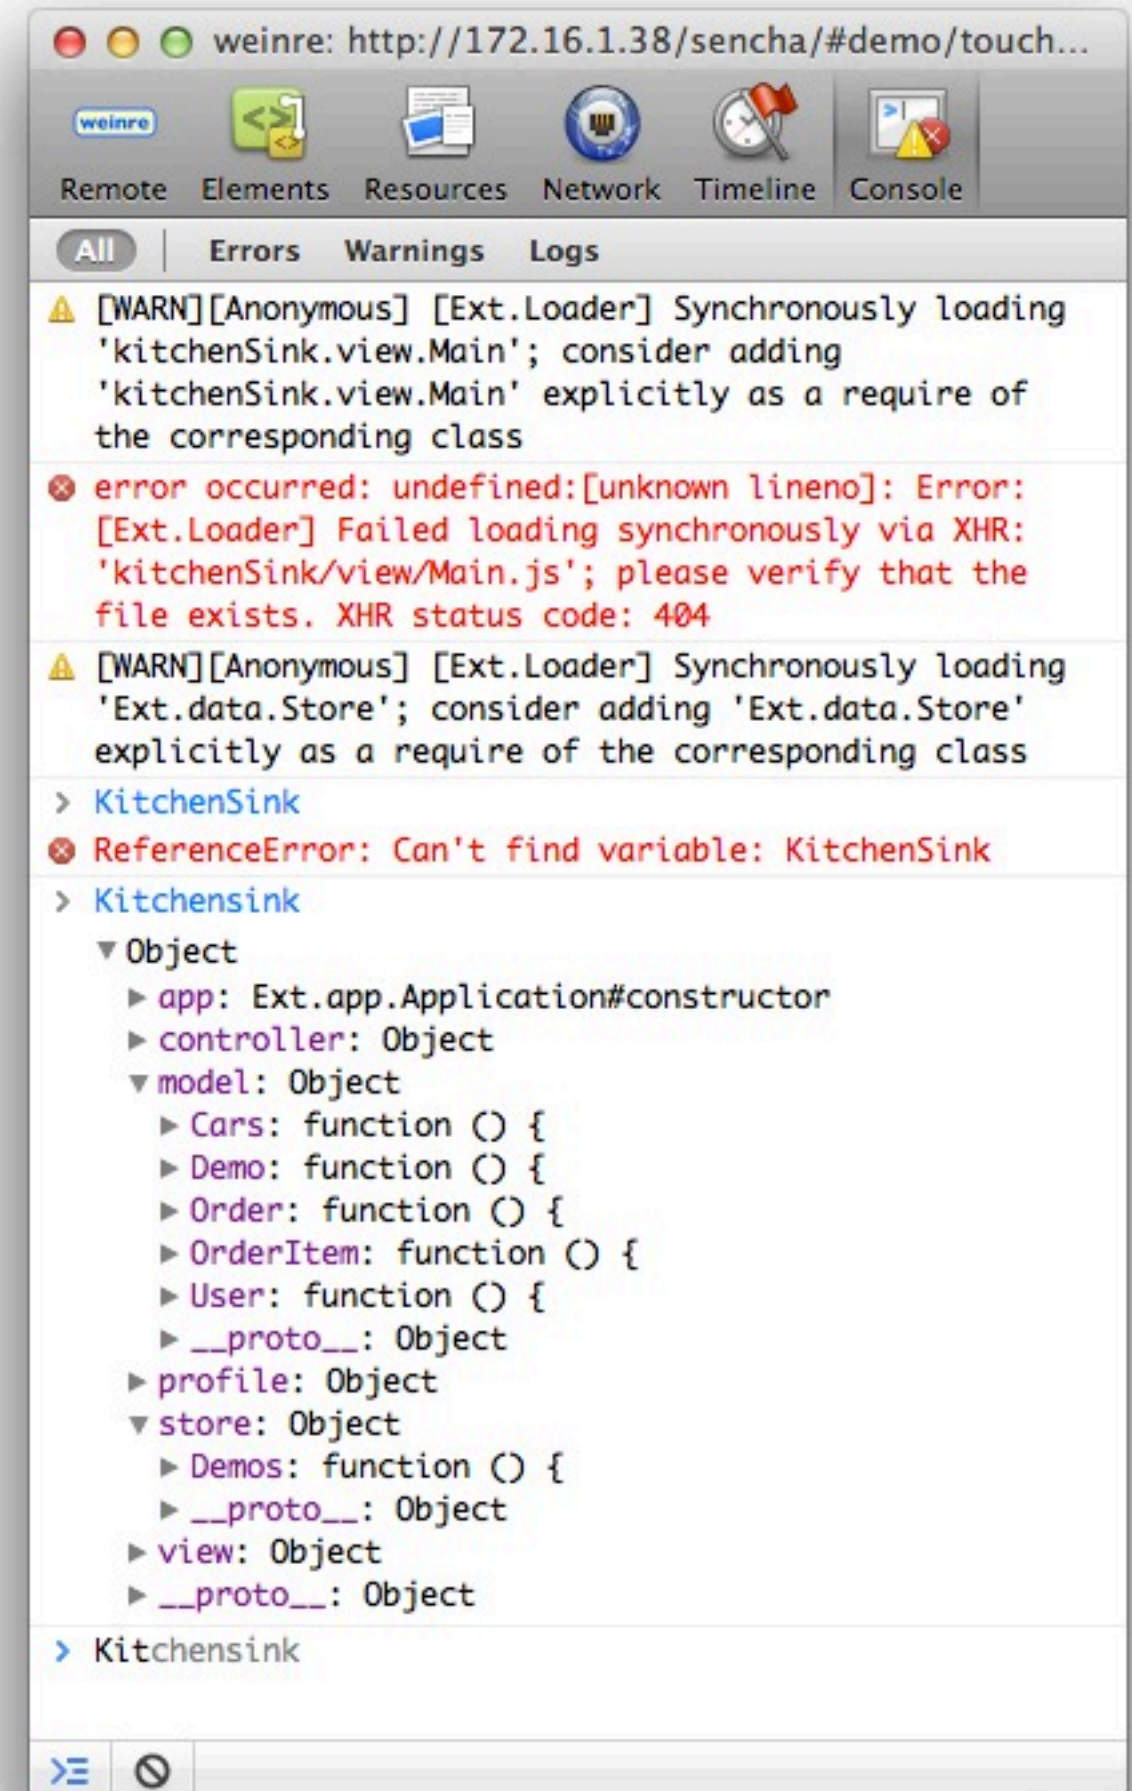 weinre: http://172.16.1.38/sencha/#demo/touch...
weinre
Remote Elements Resources Network Timeline Console
All Errors Warnings Logs
[WARN][Anonymous] [Ext.Loader] Synchronously loading
'kitchenSink.view.Main'; consider adding
'kitchenSink.view.Main' explicitly as a require of
the corresponding class
error occurred: undefined:[unknown lineno]: Error:
[Ext.Loader] Failed loading synchronously via XHR:
'kitchenSink/view/Main.js'; please verify that the
file exists. XHR status code: 404
[WARN][Anonymous] [Ext.Loader] Synchronously loading
'Ext.data.Store'; consider adding 'Ext.data.Store'
explicitly as a require of the corresponding class
> KitchenSink
ReferenceError: Can't find variable: KitchenSink
> Kitchensink
▼ Object
▶ app: Ext.app.Application#constructor
▶ controller: Object
▼ model: Object
▶ Cars: function () {
▶ Demo: function () {
▶ Order: function () {
▶ OrderItem: function () {
▶ User: function () {
▶ __proto__: Object
▶ profile: Object
▼ store: Object
▶ Demos: function () {
▶ __proto__: Object
▶ view: Object
▶ __proto__: Object
> Kitchensink